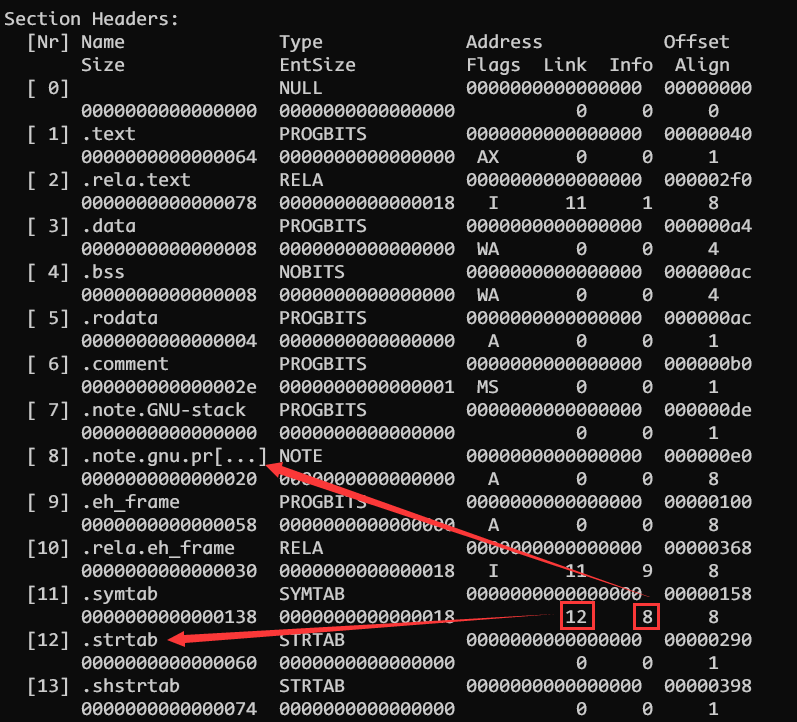 Section Headers:
[Nr] Name Type Address Offset
Size EntSize Flags Link Info Align
[ 0] NULL 0000000000000000 00000000
0000000000000000 0000000000000000 0 0 0
[ 1] .text PROGBITS 0000000000000000 00000040
0000000000000064 0000000000000000 AX 0 0 1
[ 2] .rela.text RELA 0000000000000000 000002f0
0000000000000078 0000000000000018 I 11 1 8
[ 3] .data PROGBITS 0000000000000000 000000a4
0000000000000008 0000000000000000 WA 0 0 4
[ 4] .bss NOBITS 0000000000000000 000000ac
0000000000000008 0000000000000000 WA 0 0 4
[ 5] .rodata PROGBITS 0000000000000000 000000ac
0000000000000004 0000000000000000 A 0 0 1
[ 6] .comment PROGBITS 0000000000000000 000000b0
000000000000002e 0000000000000001 MS 0 0 1
[ 7] .note.GNU-stack PROGBITS 0000000000000000 000000de
0000000000000000 0000000000000000 0 0 1
[ 8] .note.gnu.pr[...] NOTE 0000000000000000 000000e0
0000000000000020 0000000000000000 A 0 0 8
[ 9] .eh_frame PROGBITS 0000000000000000 00000100
0000000000000058 0000000000000000 A 0 0 8
[10] .rela.eh_frame RELA 0000000000000000 00000368
0000000000000030 0000000000000018 I 11 9 8
[11] .symtab SYMTAB 0000000000000000 00000158
0000000000000138 0000000000000018 12 8 8
[12] .strtab STRTAB 0000000000000000 00000290
0000000000000060 0000000000000000 0 0 1
[13] .shstrtab STRTAB 0000000000000000 00000398
0000000000000074 0000000000000000 0 0 1